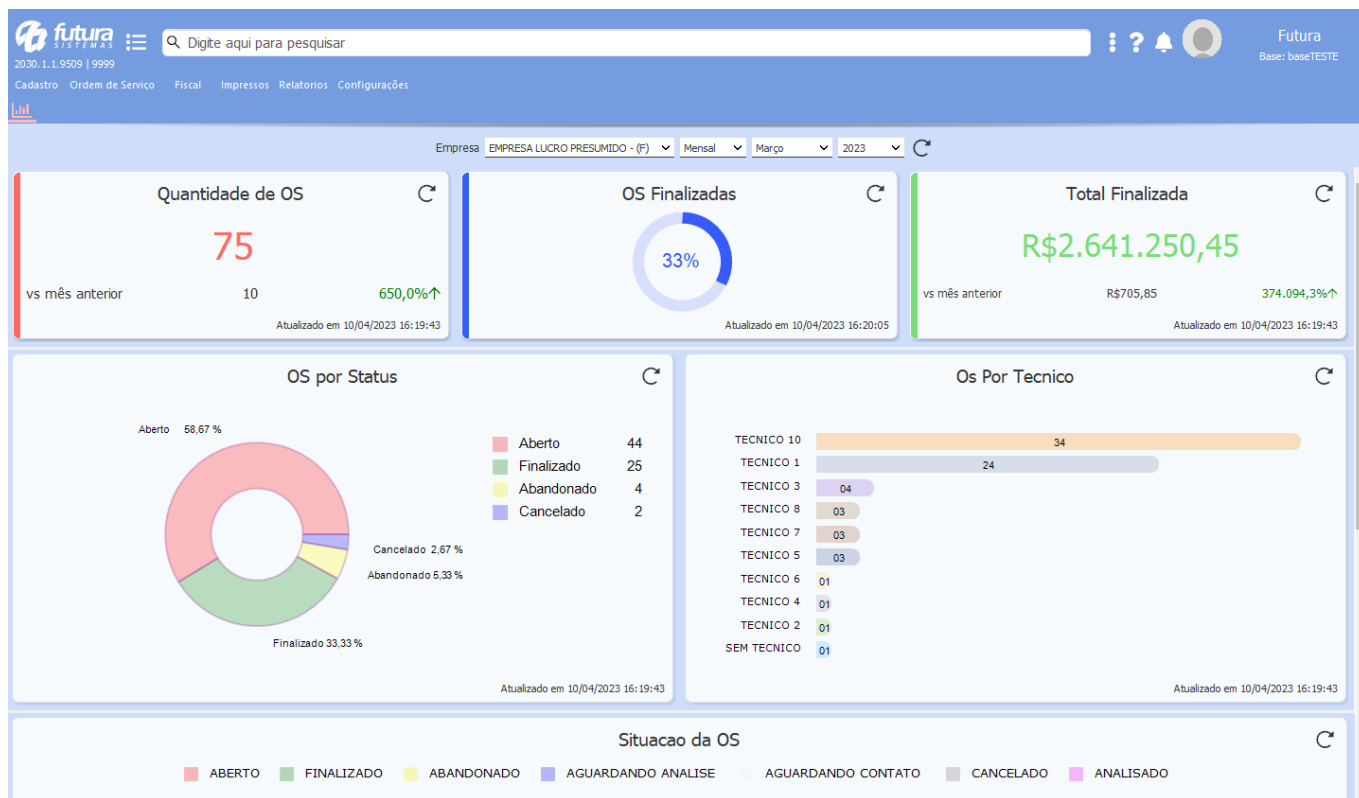 futura
SISTEMAS
Digite aqui para pesquisar
?
Futura
Base: baseTESTE
2030.1.1.9509 | 9999
Cadastro Ordem de Serviço Fiscal Impressos Relatorios Configurações
Empresa EMPRESA LUCRO PRESUMIDO - (F) Mensal Março 2023
Quantidade de OS
75
vs mês anterior 10 650,0%↑
Atualizado em 10/04/2023 16:19:43
OS Finalizadas
33%
Atualizado em 10/04/2023 16:20:05
Total Finalizada
R$2.641.250,45
vs mês anterior R$705,85 374.094,3%↑
Atualizado em 10/04/2023 16:19:43
OS por Status
Aberto 58,67 %
Cancelado 2,67 %
Abandonado 5,33 %
Finalizado 33,33 %
Aberto 44
Finalizado 25
Abandonado 4
Cancelado 2
Atualizado em 10/04/2023 16:19:43
Os Por Tecnico
TECNICO 10 34
TECNICO 1 24
TECNICO 3 04
TECNICO 8 03
TECNICO 7 03
TECNICO 5 03
TECNICO 6 01
TECNICO 4 01
TECNICO 2 01
SEM TECNICO 01
Atualizado em 10/04/2023 16:19:43
Situacao da OS
ABERTO FINALIZADO ABANDONADO AGUARDANDO ANALISE AGUARDANDO CONTATO CANCELADO ANALISADO